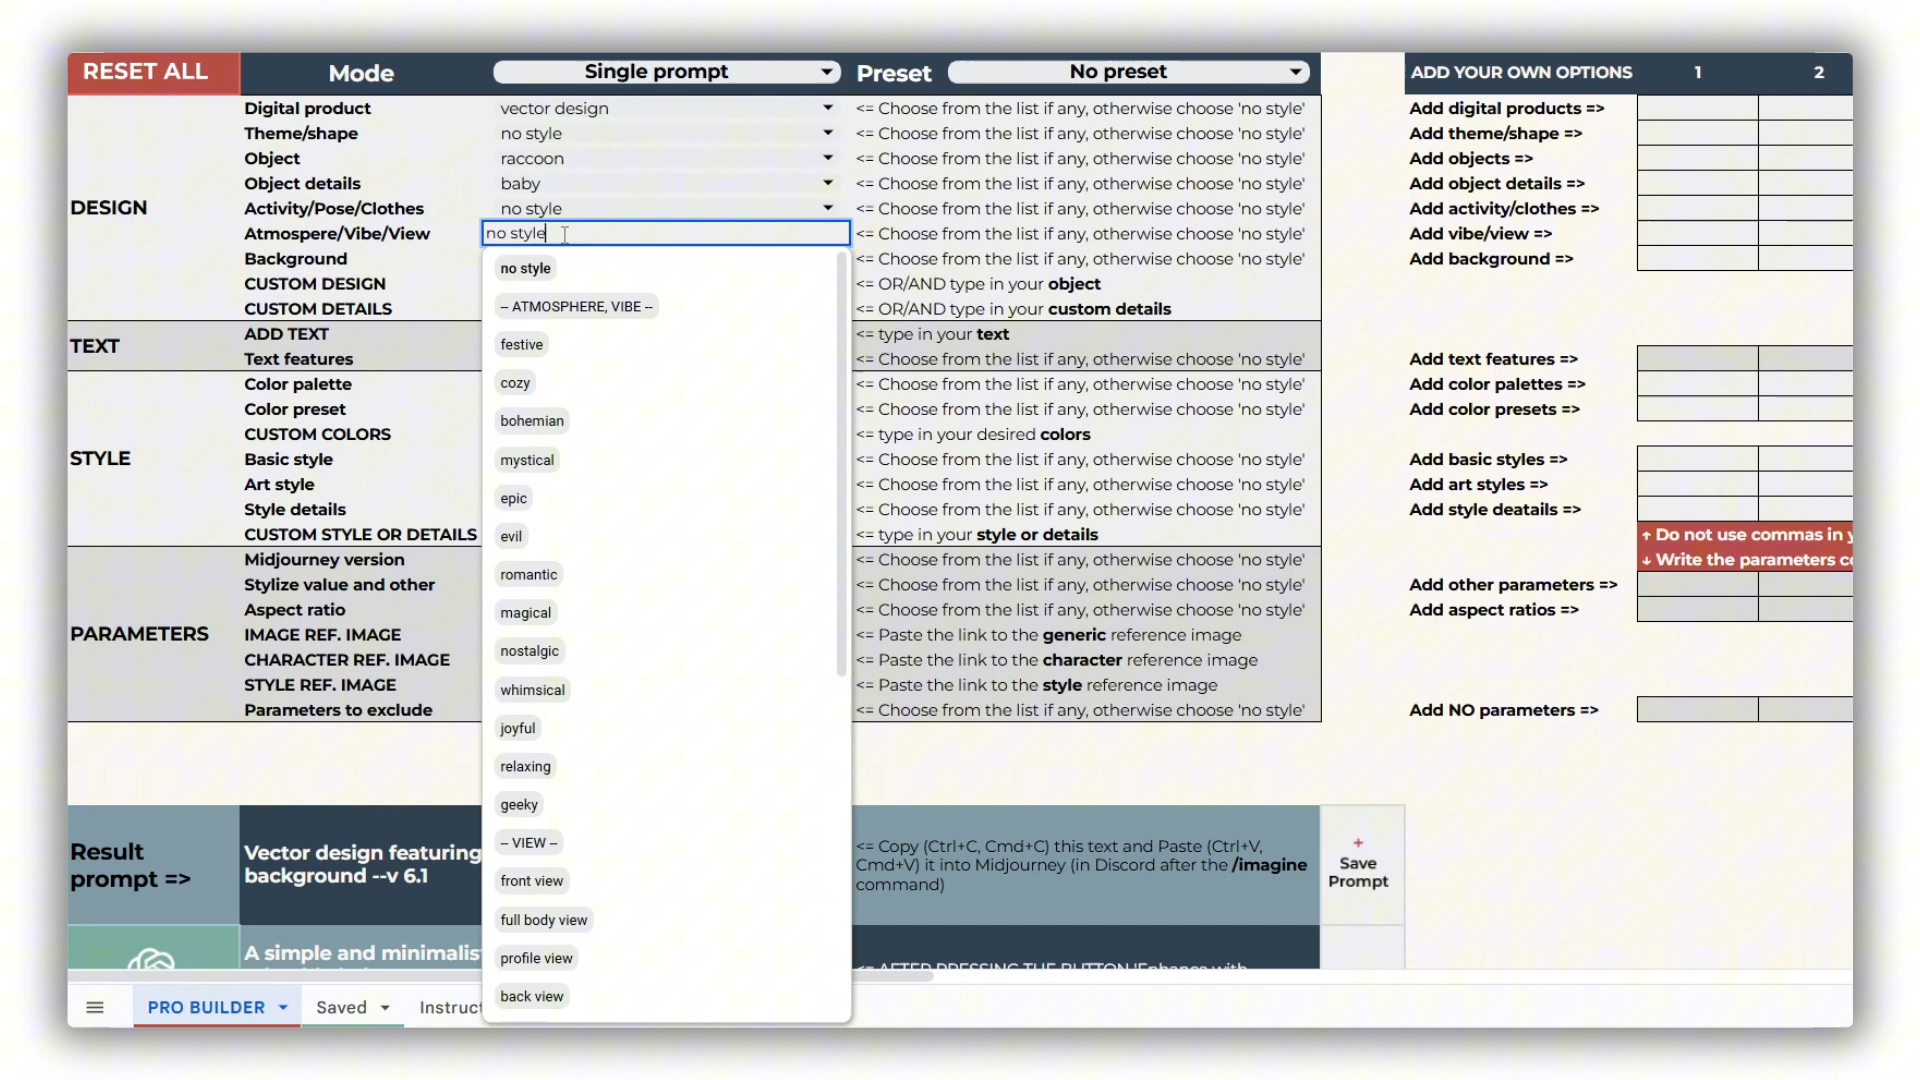 RESET ALL Mode Single prompt Preset No preset ADD YOUR OWN OPTIONS 1 2
DESIGN
Digital product vector design <= Choose from the list if any, otherwise choose 'no style' Add digital products =>
Theme/shape no style <= Choose from the list if any, otherwise choose 'no style' Add theme/shape =>
Object raccoon <= Choose from the list if any, otherwise choose 'no style' Add objects =>
Object details baby <= Choose from the list if any, otherwise choose 'no style' Add object details =>
Activity/Pose/Clothes no style <= Choose from the list if any, otherwise choose 'no style' Add activity/clothes =>
Atmospere/Vibe/View no style <= Choose from the list if any, otherwise choose 'no style' Add vibe/view =>
Background <= Choose from the list if any, otherwise choose 'no style' Add background =>
CUSTOM DESIGN <= OR/AND type in your object
CUSTOM DETAILS <= OR/AND type in your custom details
TEXT
ADD TEXT <= type in your text
Text features <= Choose from the list if any, otherwise choose 'no style' Add text features =>
STYLE
Color palette <= Choose from the list if any, otherwise choose 'no style' Add color palettes =>
Color preset <= Choose from the list if any, otherwise choose 'no style' Add color presets =>
CUSTOM COLORS <= type in your desired colors
Basic style <= Choose from the list if any, otherwise choose 'no style' Add basic styles =>
Art style <= Choose from the list if any, otherwise choose 'no style' Add art styles =>
Style details <= Choose from the list if any, otherwise choose 'no style' Add style deatails =>
CUSTOM STYLE OR DETAILS <= type in your style or details ↑ Do not use commas in
PARAMETERS
Midjourney version <= Choose from the list if any, otherwise choose 'no style' ↓ Write the parameters
Stylize value and other <= Choose from the list if any, otherwise choose 'no style' Add other parameters =>
Aspect ratio <= Choose from the list if any, otherwise choose 'no style' Add aspect ratios =>
IMAGE REF. IMAGE <= Paste the link to the generic reference image
CHARACTER REF. IMAGE <= Paste the link to the character reference image
STYLE REF. IMAGE <= Paste the link to the style reference image
Parameters to exclude <= Choose from the list if any, otherwise choose 'no style' Add NO parameters =>
no style
-- ATMOSPHERE, VIBE --
festive
cozy
bohemian
mystical
epic
evil
romantic
magical
nostalgic
whimsical
joyful
relaxing
geeky
-- VIEW --
front view
full body view
profile view
back view
Result
prompt =>
Vector design featuring
background --v 6.1
<= Copy (Ctrl+C, Cmd+C) this text and Paste (Ctrl+V,
Cmd+V) it into Midjourney (in Discord after the /imagine
command)
+
Save
Prompt
A simple and minimalis
<= AFTER PRESSING THE BUTTON 'Enhance with
PRO BUILDER Saved Instruc